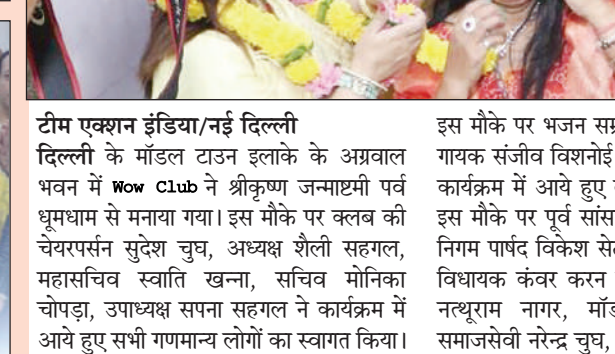 टीम एक्शन इंडिया/नई दिल्ली
दिल्ली के मॉडल टाउन इलाके के अग्रवाल
भवन में Wow Club ने श्रीकृष्ण जन्माष्टमी पर्व
धूमधाम से मनाया गया। इस मौके पर क्लब की
चेयरपर्सन सुदेश चुघ, अध्यक्ष शैली सहगल,
महासचिव स्वाति खन्ना, सचिव मोनिका
चोपड़ा, उपाध्यक्ष सपना सहगल ने कार्यक्रम में
आये हुए सभी गणमान्य लोगों का स्वागत किया।
इस मौके पर भजन
गायक संजीव विशनोई
कार्यक्रम में आये हुए
इस मौके पर पूर्व
निगम पार्षद विकेश
विधायक कंवर करन
नत्थूराम नागर,
समाजसेवी नरेन्द्र चुघ,